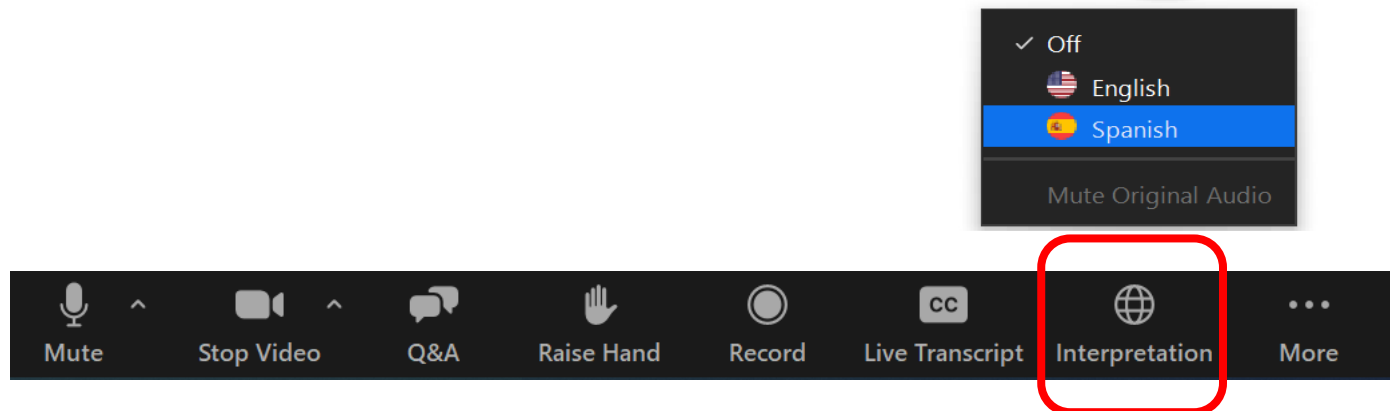 Off
English
Spanish
Mute Original Audio
Mute Stop Video Q&A Raise Hand Record CC Live Transcript Interpretation More